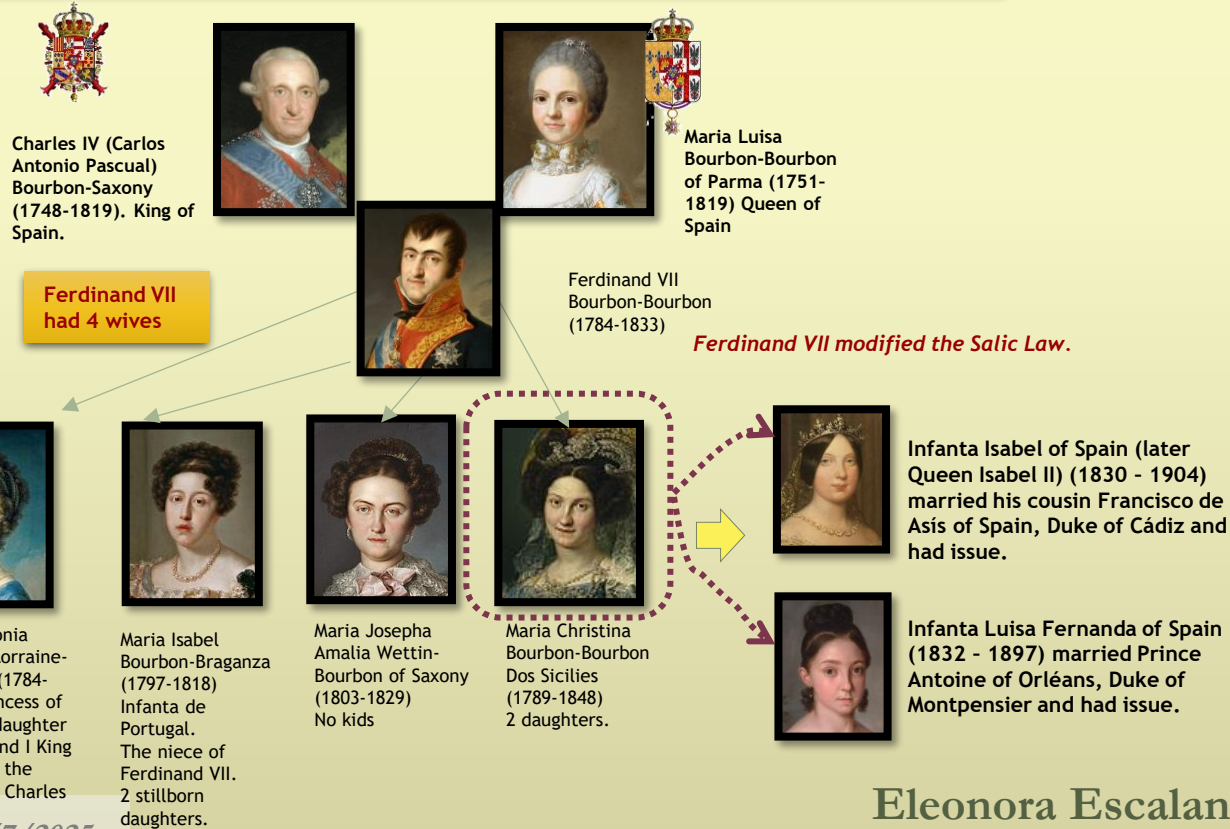 Charles IV (Carlos
Antonio Pascual)
Bourbon-Saxony
(1748-1819). King of
Spain.
Maria Luisa
Bourbon-Bourbon
of Parma (1751-
1819) Queen of
Spain
Ferdinand VII
had 4 wives
Ferdinand VII
Bourbon-Bourbon
(1784-1833)
Ferdinand VII modified the Salic Law.
Infanta Isabel of Spain (later
Queen Isabel II) (1830 - 1904)
married his cousin Francisco de
Asís of Spain, Duke of Cádiz and
had issue.
Infanta Luisa Fernanda of Spain
(1832 - 1897) married Prince
Antoine of Orléans, Duke of
Montpensier and had issue.
onia
orraine-
(1784-
ncess of
daughter
nd I King
the
Charles
Maria Isabel
Bourbon-Braganza
(1797-1818)
Infanta de
Portugal.
The niece of
Ferdinand VII.
2 stillborn
daughters.
Maria Josepha
Amalia Wettin-
Bourbon of Saxony
(1803-1829)
No kids
Maria Christina
Bourbon-Bourbon
Dos Sicilies
(1789-1848)
2 daughters.
Eleonora Escalan